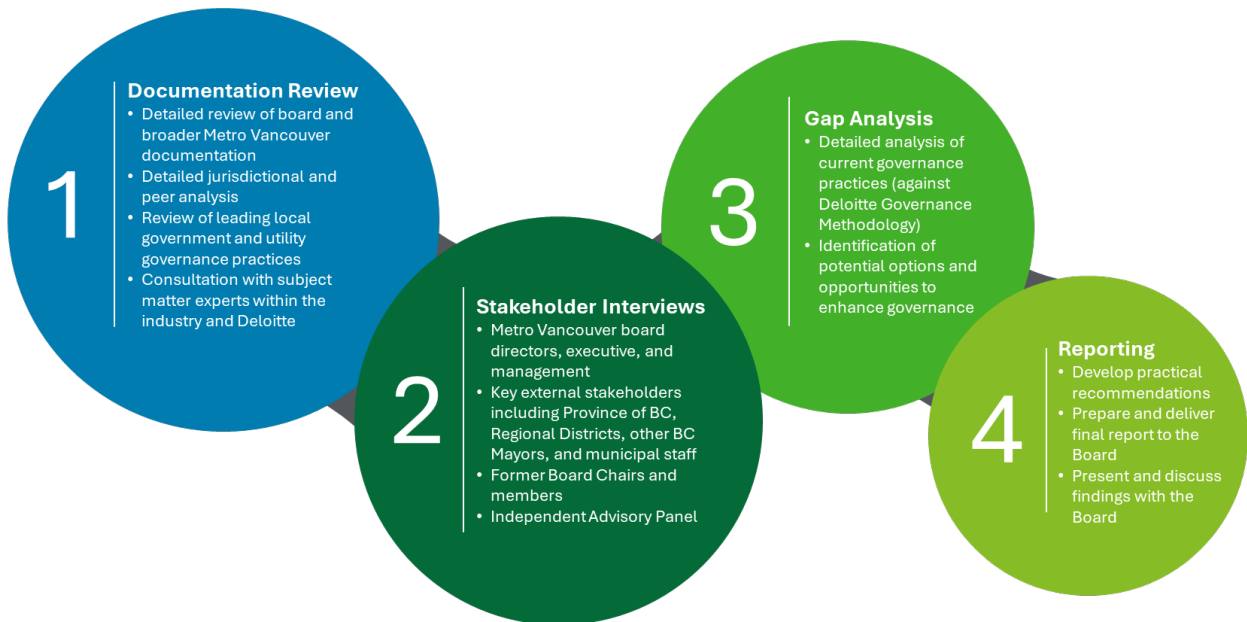 1
Documentation Review
• Detailed review of board and
broader Metro Vancouver
documentation
• Detailed jurisdictional and
peer analysis
• Review of leading local
government and utility
governance practices
• Consultation with subject
matter experts within the
industry and Deloitte
2
Stakeholder Interviews
• Metro Vancouver board
directors, executive, and
management
• Key external stakeholders
including Province of BC,
Regional Districts, other BC
Mayors, and municipal staff
• Former Board Chairs and
members
• Independent Advisory Panel
3
Gap Analysis
• Detailed analysis of
current governance
practices (against
Deloitte Governance
Methodology)
• Identification of
potential options and
opportunities to
enhance governance
4
Reporting
• Develop practical
recommendations
• Prepare and deliver
final report to the
Board
• Present and discuss
findings with the
Board